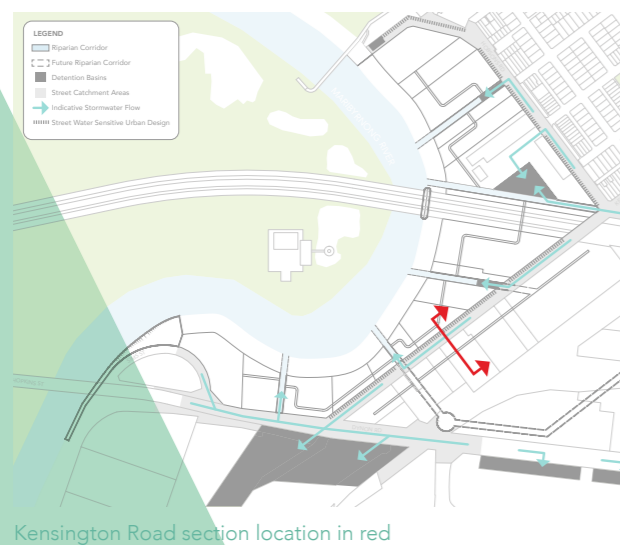 LEGEND
Riparian Corridor
Future Riparian Corridor
Detention Basins
Street Catchment Areas
Indicative Stormwater Flow
Street Water Sensitive Urban Design
Kensington Road section location in red